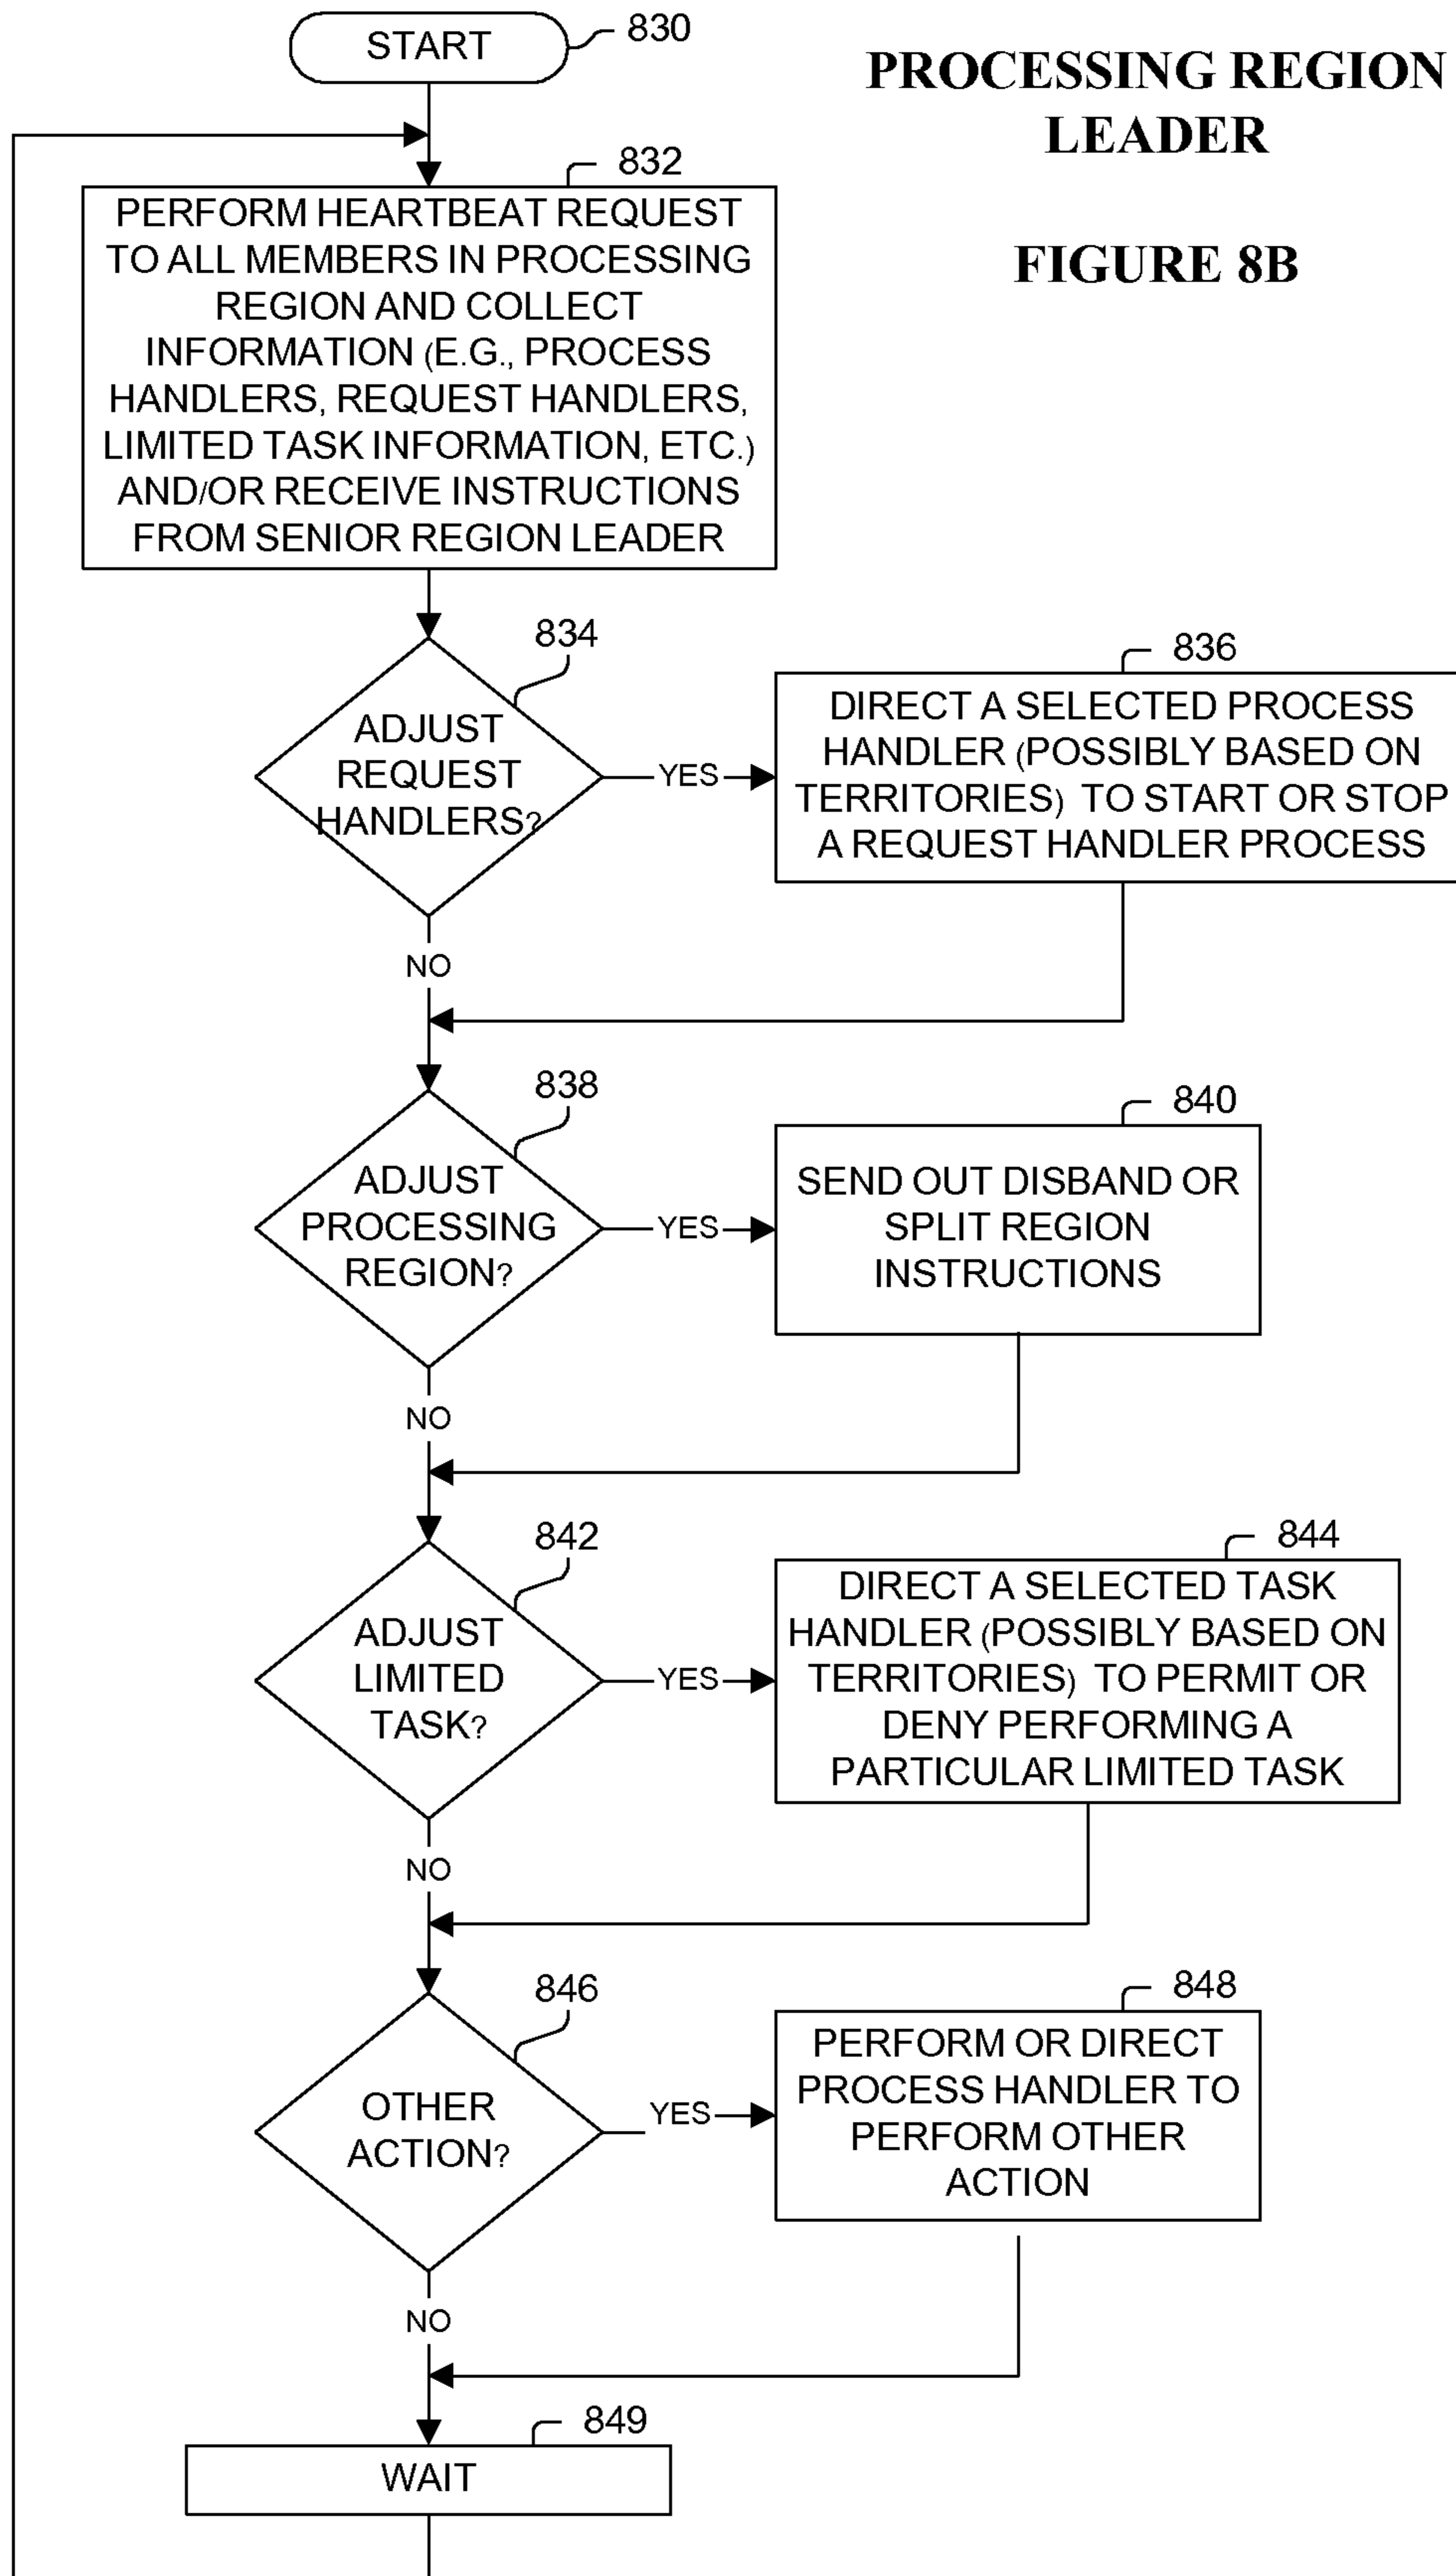 START
830
PROCESSING REGION
LEADER
FIGURE 8B
832
PERFORM HEARTBEAT REQUEST
TO ALL MEMBERS IN PROCESSING
REGION AND COLLECT
INFORMATION (E.G., PROCESS
HANDLERS, REQUEST HANDLERS,
LIMITED TASK INFORMATION, ETC.)
AND/OR RECEIVE INSTRUCTIONS
FROM SENIOR REGION LEADER
834
ADJUST
REQUEST
HANDLERS?
YES
836
DIRECT A SELECTED PROCESS
HANDLER (POSSIBLY BASED ON
TERRITORIES) TO START OR STOP
A REQUEST HANDLER PROCESS
NO
838
ADJUST
PROCESSING
REGION?
YES
840
SEND OUT DISBAND OR
SPLIT REGION
INSTRUCTIONS
NO
842
ADJUST
LIMITED
TASK?
YES
844
DIRECT A SELECTED TASK
HANDLER (POSSIBLY BASED ON
TERRITORIES) TO PERMIT OR
DENY PERFORMING A
PARTICULAR LIMITED TASK
NO
846
OTHER
ACTION?
YES
848
PERFORM OR DIRECT
PROCESS HANDLER TO
PERFORM OTHER
ACTION
NO
849
WAIT